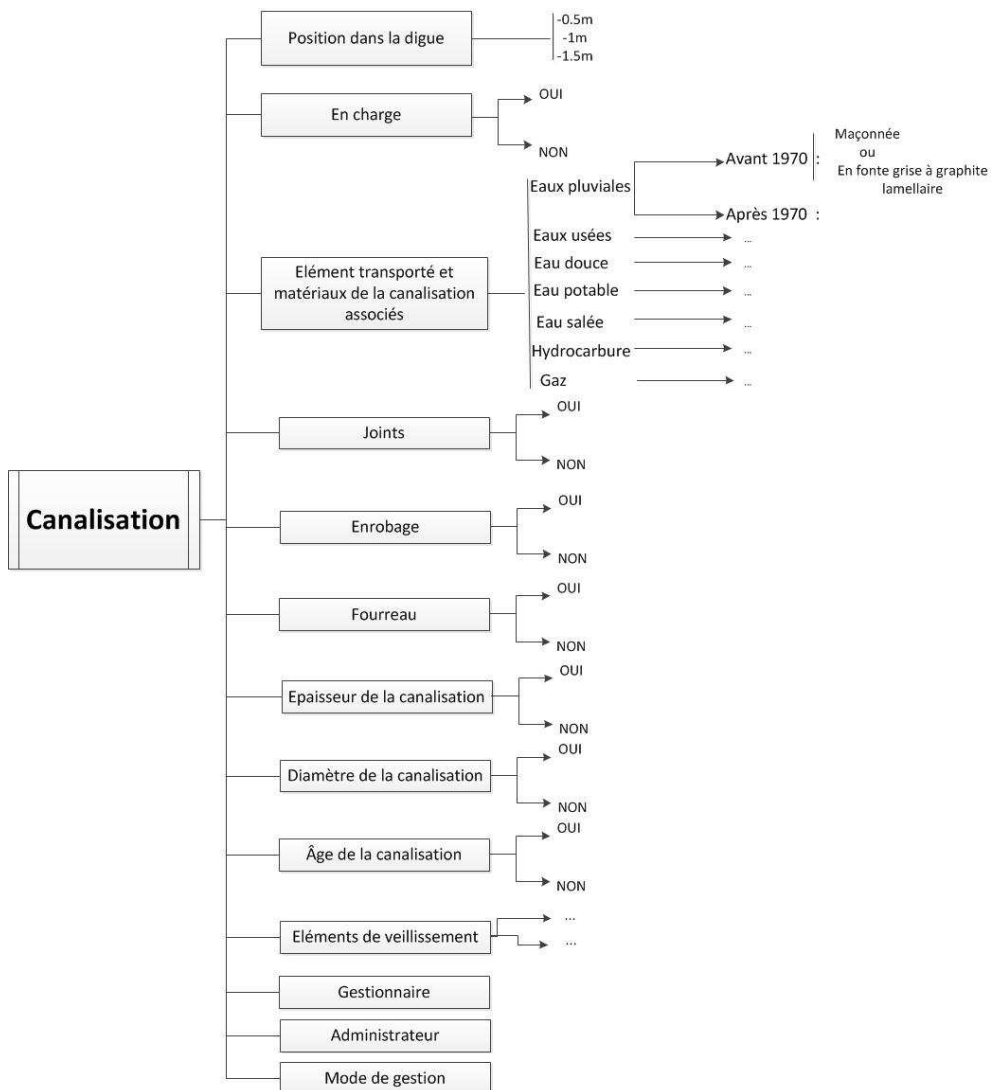 Position dans la digue
-0.5m
-1m
-1.5m
En charge
OUI
NON
Elément transporté et
matériaux de la canalisation
associés
Eaux pluviales
Avant 1970 :
Maçonnée
ou
En fonte grise à graphite
lamellaire
Après 1970 :
Eaux usées
...
Eau douce
...
Eau potable
...
Eau salée
...
Hydrocarbure
...
Gaz
...
Joints
OUI
NON
Canalisation
Enrobage
OUI
NON
Fourreau
OUI
NON
Epaisseur de la canalisation
OUI
NON
Diamètre de la canalisation
OUI
NON
Âge de la canalisation
OUI
NON
Eléments de veillissement
...
...
Gestionnaire
Administrateur
Mode de gestion